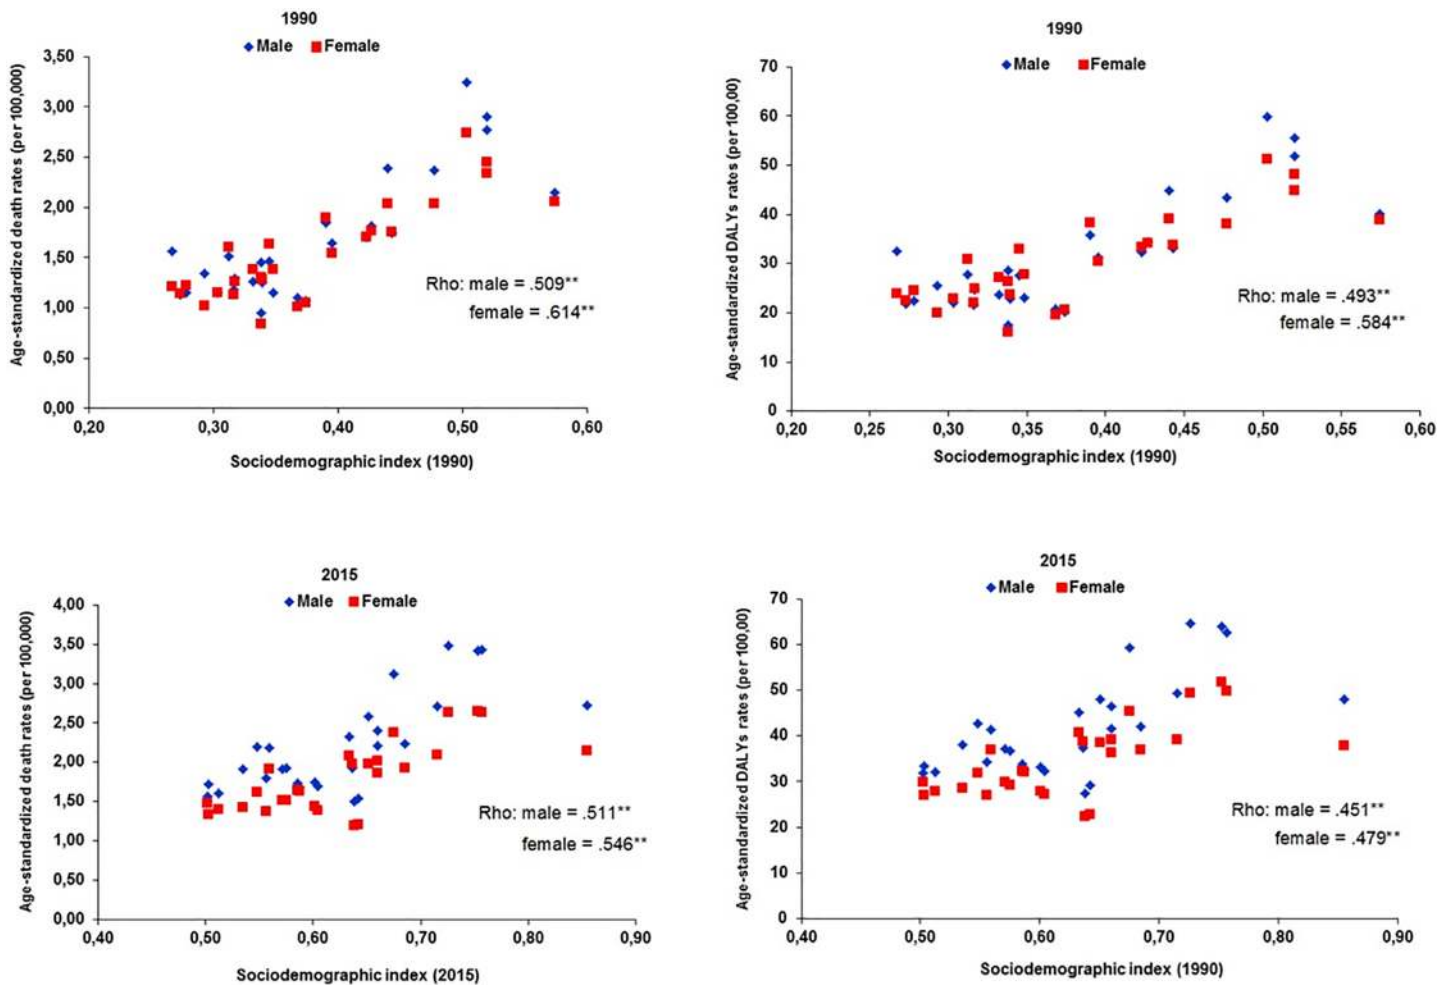 1990
Male Female
Age-standardized death rates (per 100,000)
3,50
3,00
2,50
2,00
1,50
1,00
0,50
0,00
0,20 0,30 0,40 0,50 0,60
Rho: male = .509**
female = .614**
Sociodemographic index (1990)
1990
Male Female
Age-standardized DALYs rates (per 100,00)
70
60
50
40
30
20
10
0
0,20 0,25 0,30 0,35 0,40 0,45 0,50 0,55 0,60
Rho: male = .493**
female = .584**
Sociodemographic index (1990)
2015
Male Female
Age-standardized death rates (per 100,000)
4,00
3,50
3,00
2,50
2,00
1,50
1,00
0,50
0,00
0,40 0,50 0,60 0,70 0,80 0,90
Rho: male = .511**
female = .546**
Sociodemographic index (2015)
2015
Male Female
Age-standardized DALYs rates (per 100,00)
70
60
50
40
30
20
10
0
0,40 0,50 0,60 0,70 0,80 0,90
Rho: male = .451**
female = .479**
Sociodemographic index (1990)